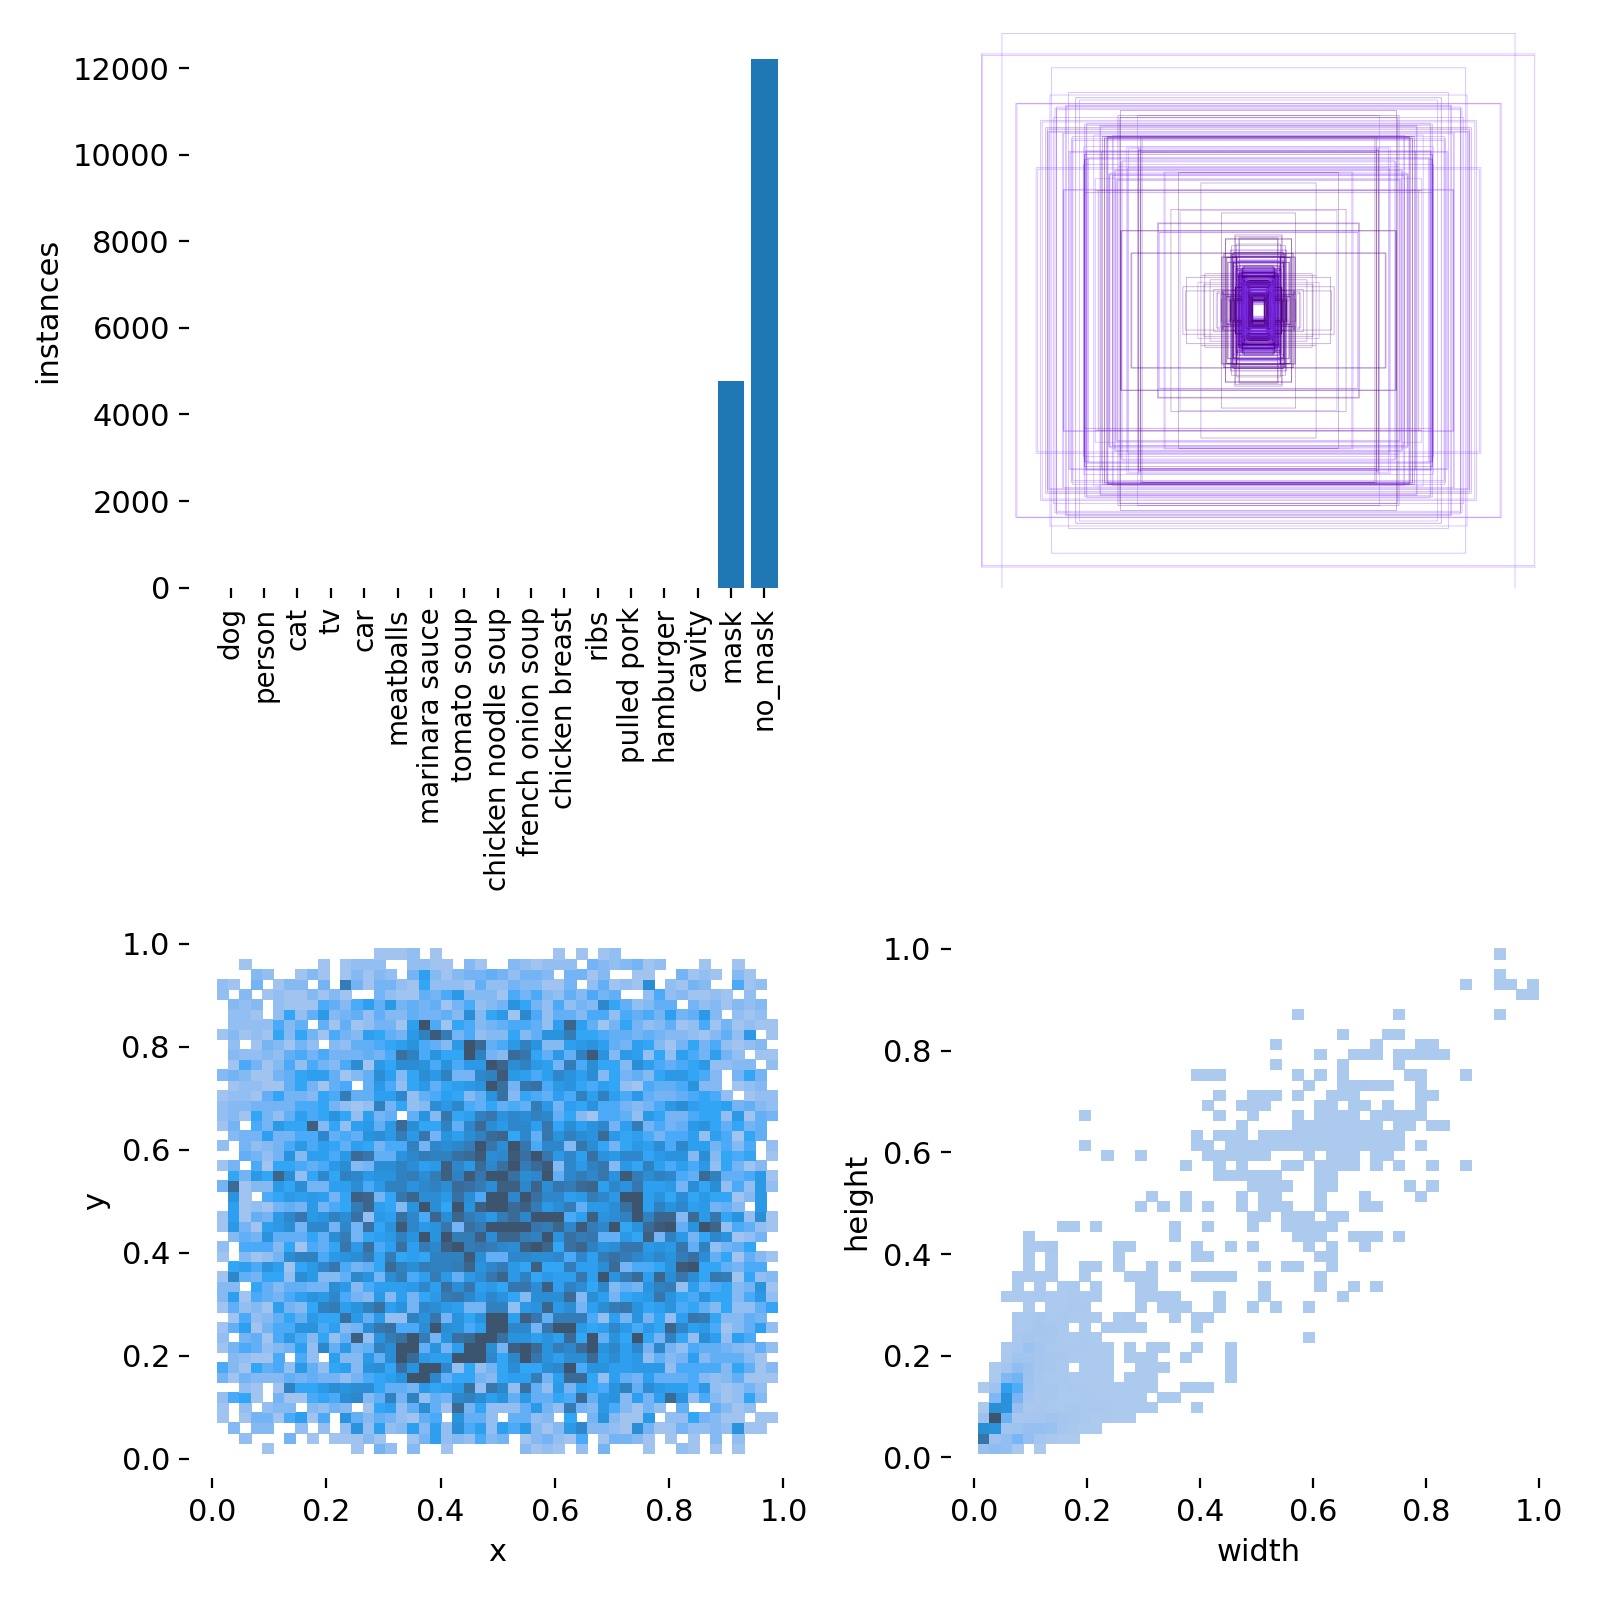 12000
10000
8000
6000
4000
2000
0
instances
dog
person
cat
tv
car
meatballs
marinara sauce
tomato soup
chicken noodle soup
french onion soup
chicken breast
ribs
pulled pork
hamburger
cavity
mask
no_mask
1.0
0.8
0.6
0.4
0.2
0.0
y
0.0 0.2 0.4 0.6 0.8 1.0
x
1.0
0.8
0.6
0.4
0.2
0.0
height
0.0 0.2 0.4 0.6 0.8 1.0
width